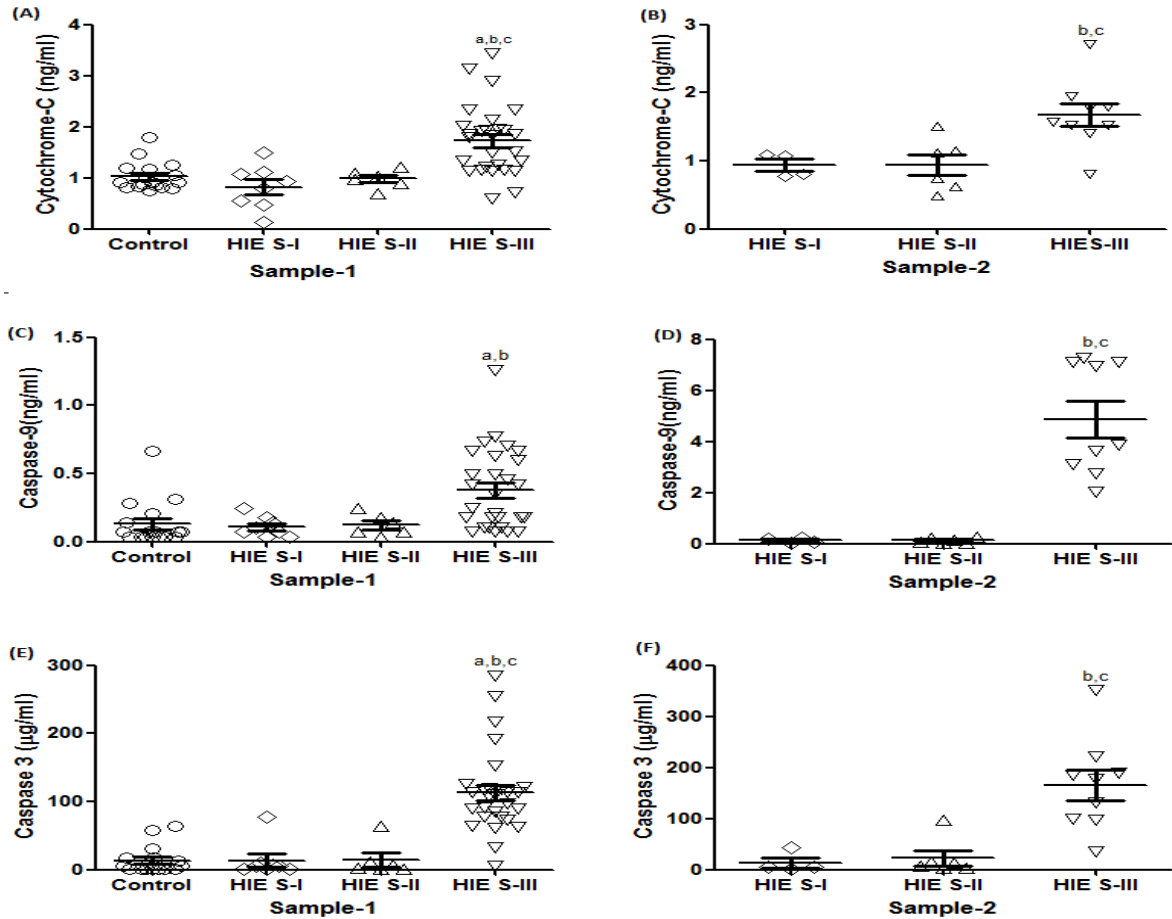 (A)
Cytochrome-C (ng/ml)
4
3
2
1
0
a,b,c
Control HIE S-I HIE S-II HIE S-III
Sample-1
(B)
Cytochrome-C (ng/ml)
3
2
1
0
b,c
HIE S-I HIE S-II HIE S-III
Sample-2
(C)
Caspase-9(ng/ml)
1.5
1.0
0.5
0.0
a,b
Control HIE S-I HIE S-II HIE S-III
Sample-1
(D)
Caspase-9(ng/ml)
8
6
4
2
0
b,c
HIE S-I HIE S-II HIE S-III
Sample-2
(E)
Caspase 3 (µg/ml)
300
200
100
0
a,b,c
Control HIE S-I HIE S-II HIE S-III
Sample-1
(F)
Caspase 3 (µg/ml)
400
300
200
100
0
b,c
HIE S-I HIE S-II HIE S-III
Sample-2